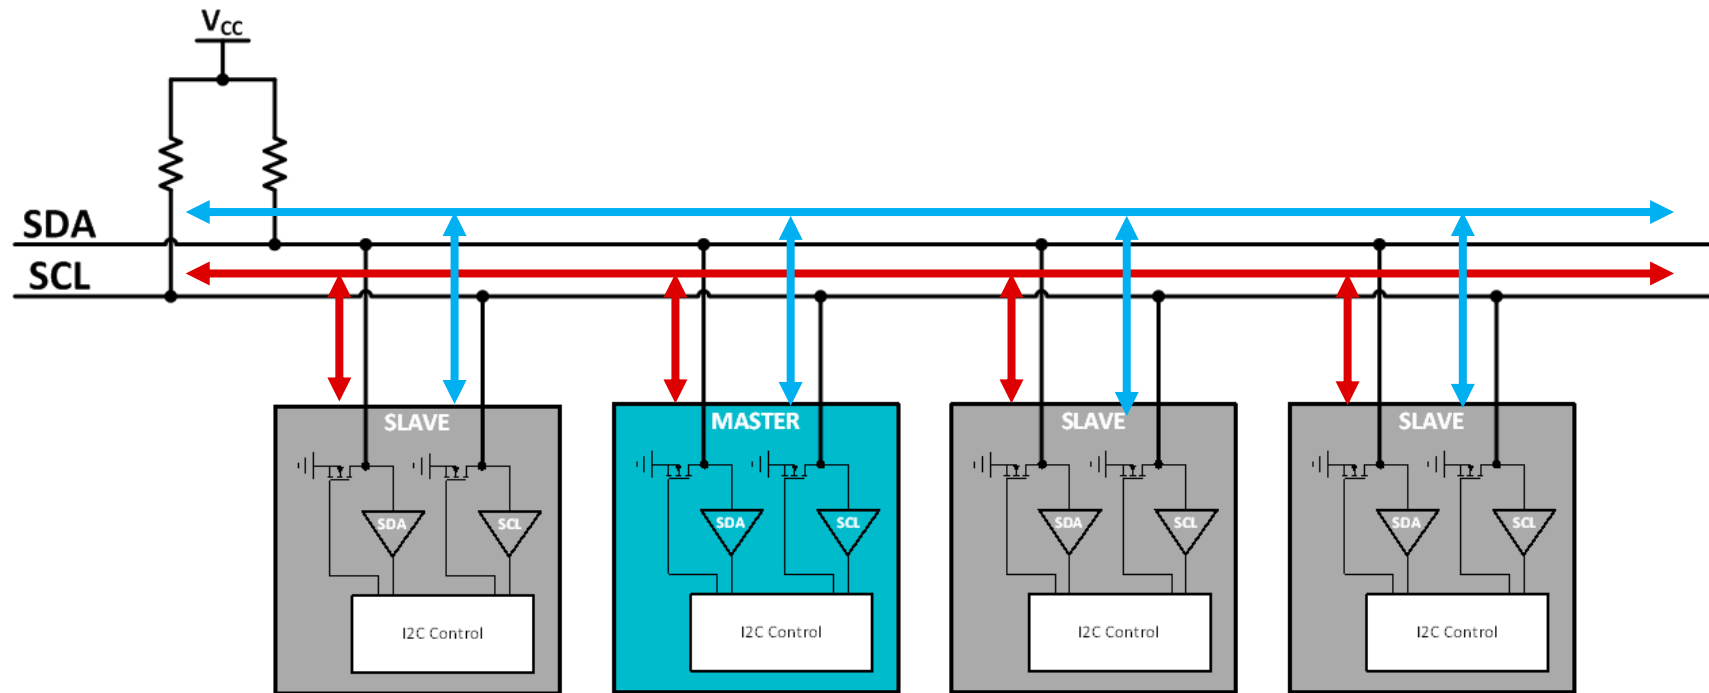 VCC
SDA
SCL
SLAVE
SDA
SCL
I2C Control
MASTER
SDA
SCL
I2C Control
SLAVE
SDA
SCL
I2C Control
SLAVE
SDA
SCL
I2C Control